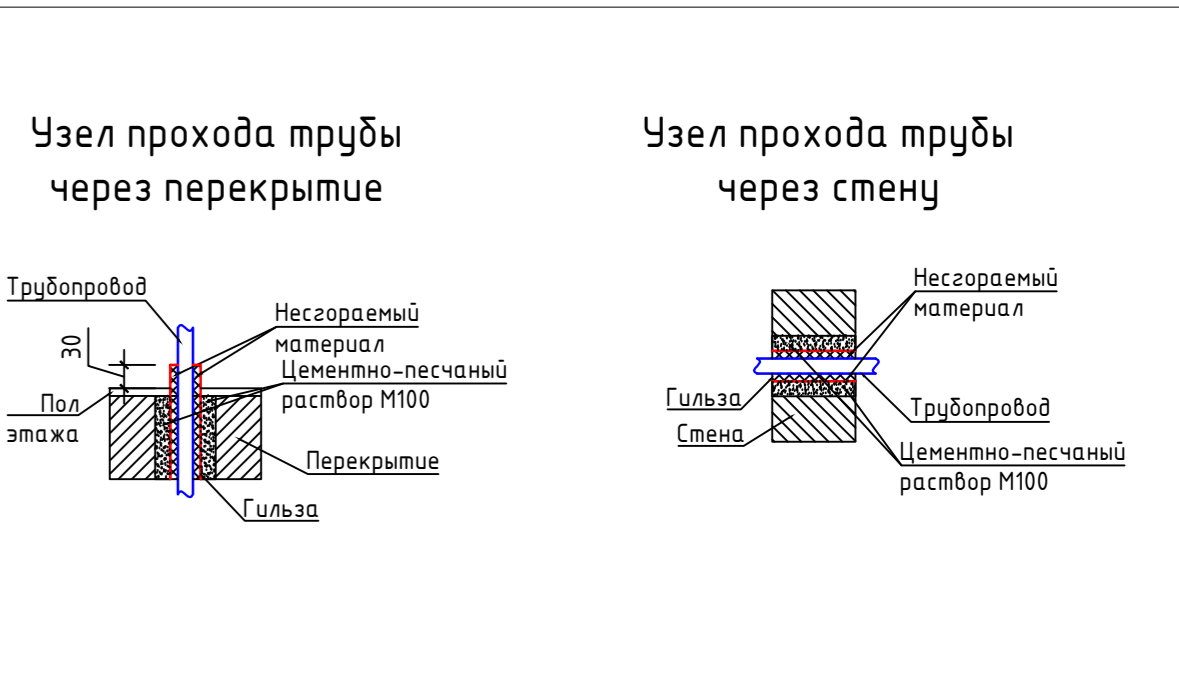 Узел прохода трубы
через перекрытие
Трубопровод
30
Несгораемый
материал
Цементно-песчаный
раствор М100
Пол
этажа
Перекрытие
Гильза
Узел прохода трубы
через стену
Несгораемый
материал
Гильза
Стена
Трубопровод
Цементно-песчаный
раствор М100